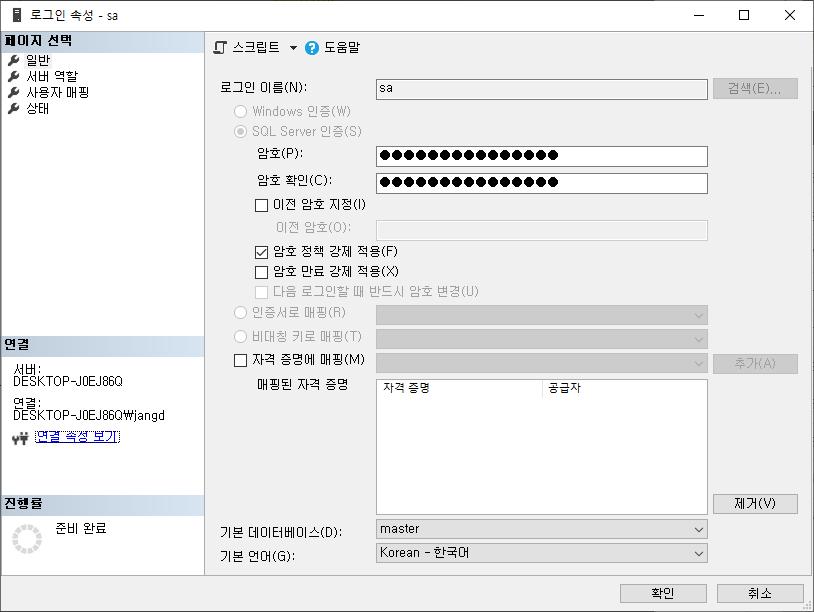 로그인 속성 - sa
페이지 선택
일반
서버 역할
사용자 매핑
상태
연결
서버:
DESKTOP-J0EJ86Q
연결:
DESKTOP-J0EJ86Q₩jangd
연결 속성 보기
진행률
준비 완료
스크립트 도움말
로그인 이름(N): sa 검색(E)...
Windows 인증(W)
SQL Server 인증(S)
암호(P): ●●●●●●●●●●●●●●●
암호 확인(C): ●●●●●●●●●●●●●●●
이전 암호 지정(I)
이전 암호(O):
암호 정책 강제 적용(F)
암호 만료 강제 적용(X)
다음 로그인할 때 반드시 암호 변경(U)
인증서로 매핑(R)
비대칭 키로 매핑(T)
자격 증명에 매핑(M) 추가(A)
매핑된 자격 증명 자격 증명 공급자
제거(V)
기본 데이터베이스(D): master
기본 언어(G): Korean - 한국어
확인 취소